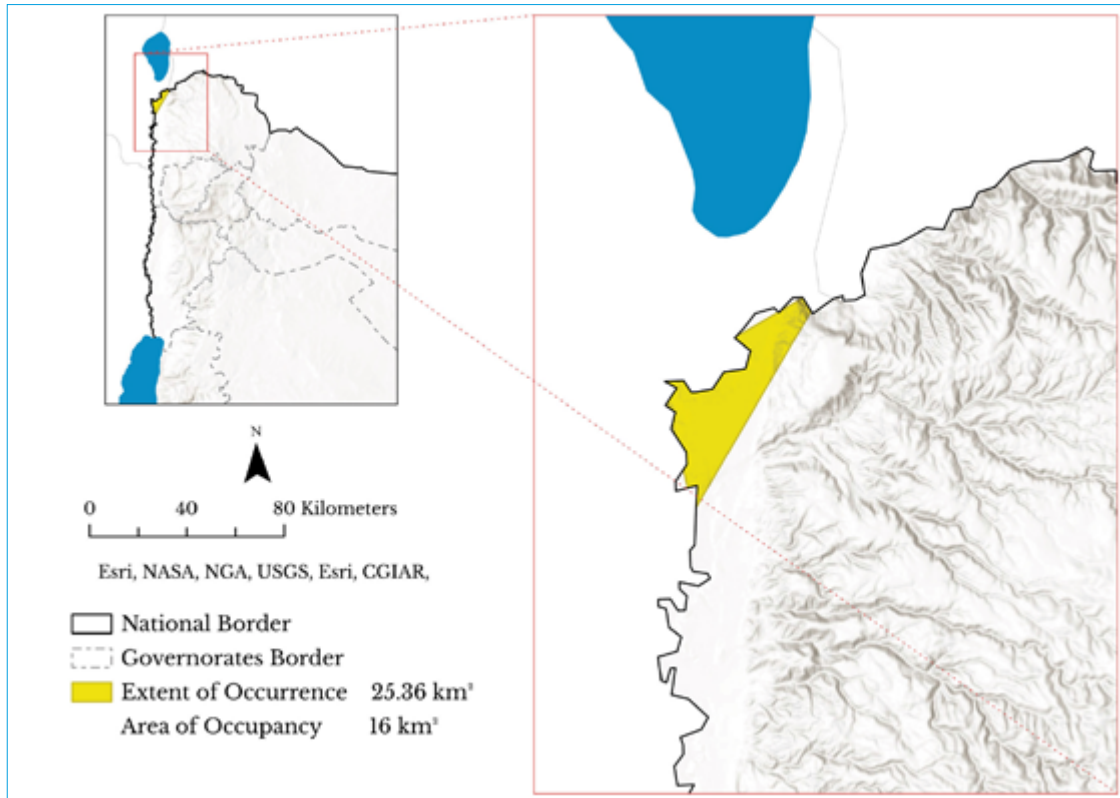 N
0 40 80 Kilometers
Esri, NASA, NGA, USGS, Esri, CGIAR,
National Border
Governorates Border
Extent of Occurrence 25.36 km²
Area of Occupancy 16 km²